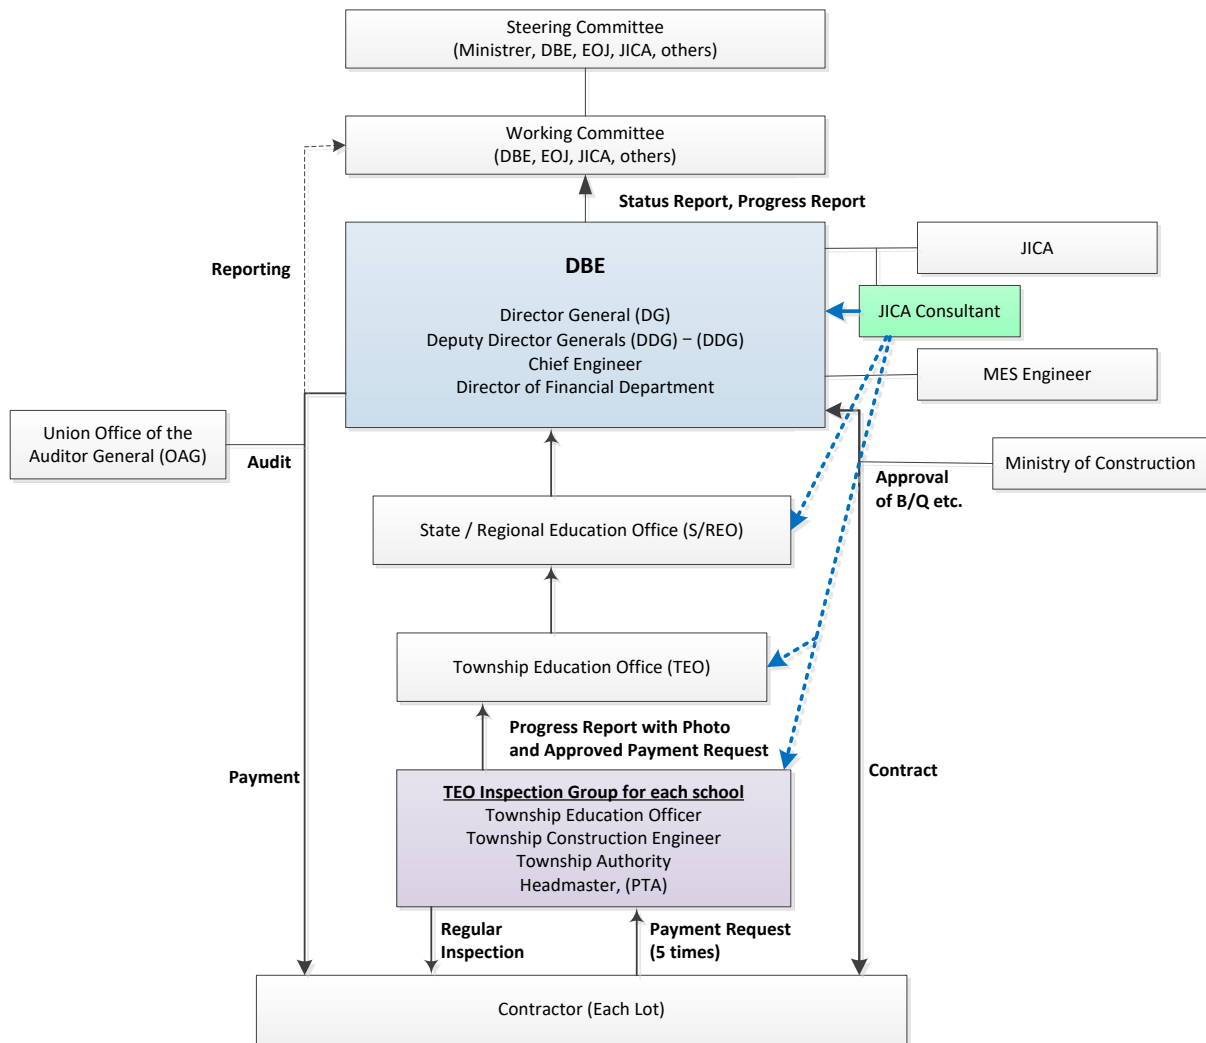 Steering Committee
(Ministrer, DBE, EOJ, JICA, others)
Working Committee
(DBE, EOJ, JICA, others)
Status Report, Progress Report
Reporting
DBE
Director General (DG)
Deputy Director Generals (DDG) – (DDG)
Chief Engineer
Director of Financial Department
JICA
JICA Consultant
MES Engineer
Union Office of the
Auditor General (OAG)
Audit
Ministry of Construction
Approval
of B/Q etc.
State / Regional Education Office (S/REO)
Township Education Office (TEO)
Progress Report with Photo
and Approved Payment Request
Payment
Contract
TEO Inspection Group for each school
Township Education Officer
Township Construction Engineer
Township Authority
Headmaster, (PTA)
Regular
Inspection
Payment Request
(5 times)
Contractor (Each Lot)